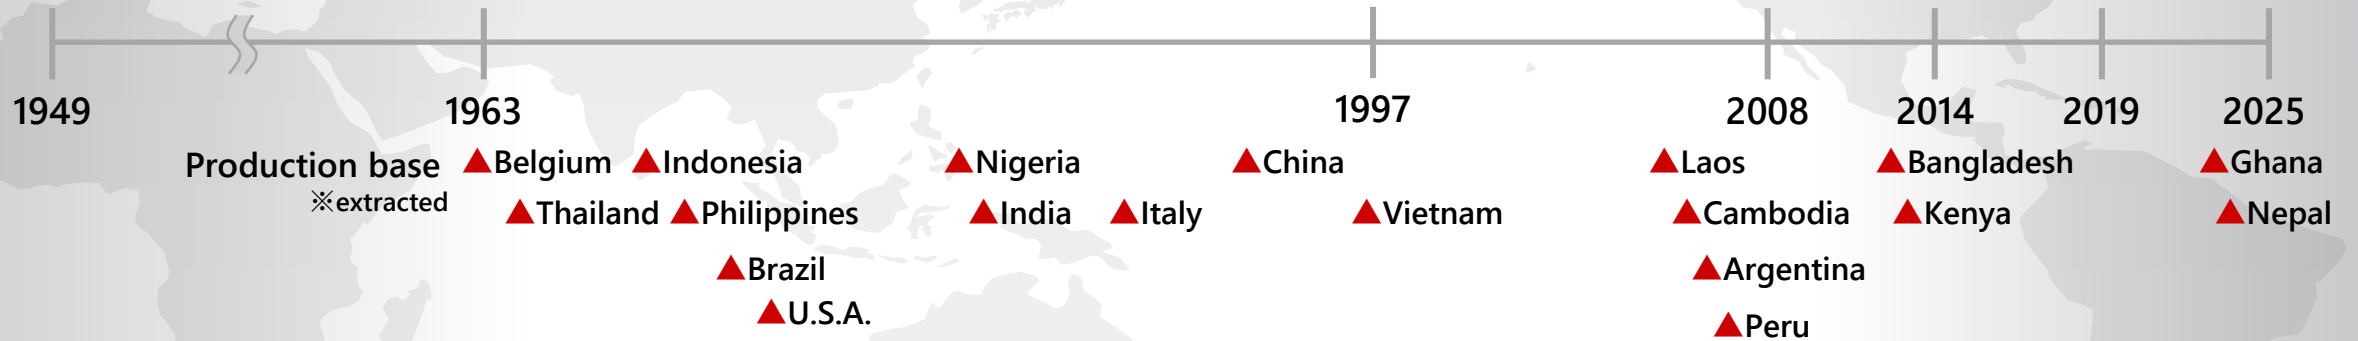 1949 1963 1997 2008 2014 2019 2025
Production base ▲Belgium ▲Indonesia ▲Nigeria ▲China ▲Laos ▲Bangladesh ▲Ghana
※extracted ▲Thailand ▲Philippines ▲India ▲Italy ▲Vietnam ▲Cambodia ▲Kenya ▲Nepal
▲Brazil ▲Argentina
▲U.S.A. ▲Peru